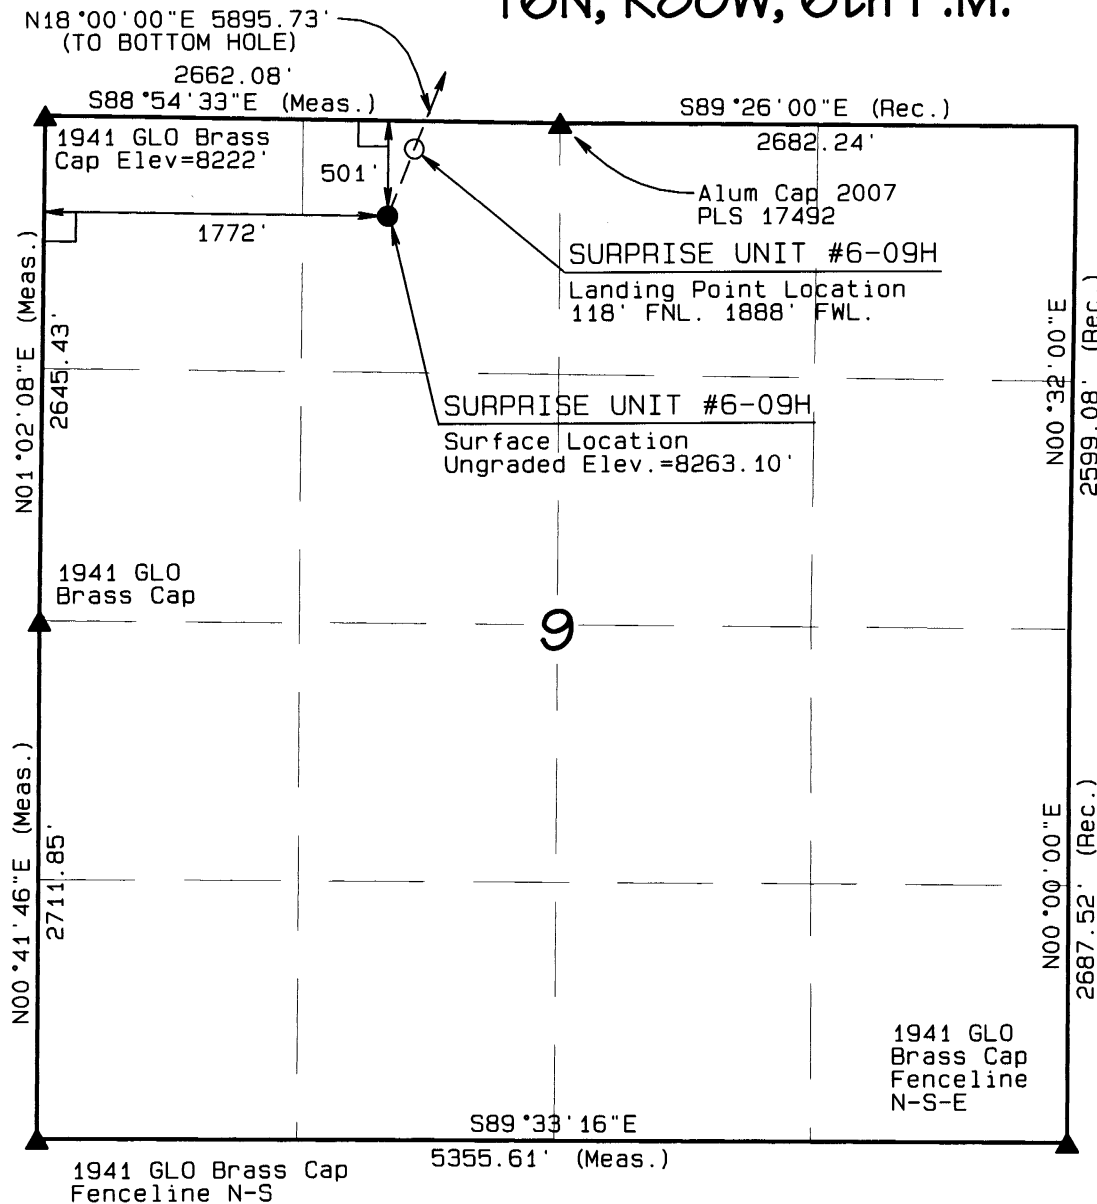 6th P.M.
N18°00'00"E 5895.73'
(TO BOTTOM HOLE)
2662.08'
S88°54'33"E (Meas.)
S89°26'00"E (Rec.)
2682.24'
1941 GLO Brass
Cap Elev=8222'
501'
1772'
Alum Cap 2007
PLS 17492
SURPRISE UNIT #6-09H
Landing Point Location
118' FNL. 1888' FWL.
SURPRISE UNIT #6-09H
Surface Location
Ungraded Elev.=8263.10'
N01°02'08"E (Meas.)
2645.43'
N00°32'00"E
2599.08' (Rec.)
1941 GLO
Brass Cap
9
N00°41'46"E (Meas.)
2711.85'
N00°00'00"E
2687.52' (Rec.)
1941 GLO
Brass Cap
Fenceline
N-S-E
S89°33'16"E
5355.61' (Meas.)
1941 GLO Brass Cap
Fenceline N-S